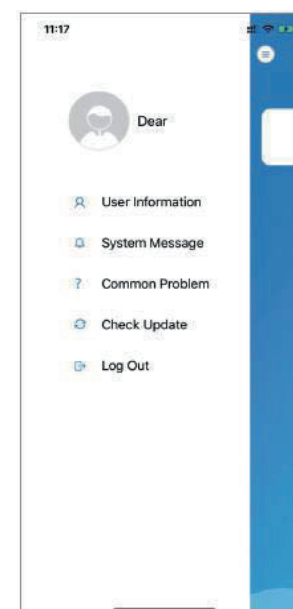 11:17
Dear
User Information
System Message
? Common Problem
Check Update
Log Out